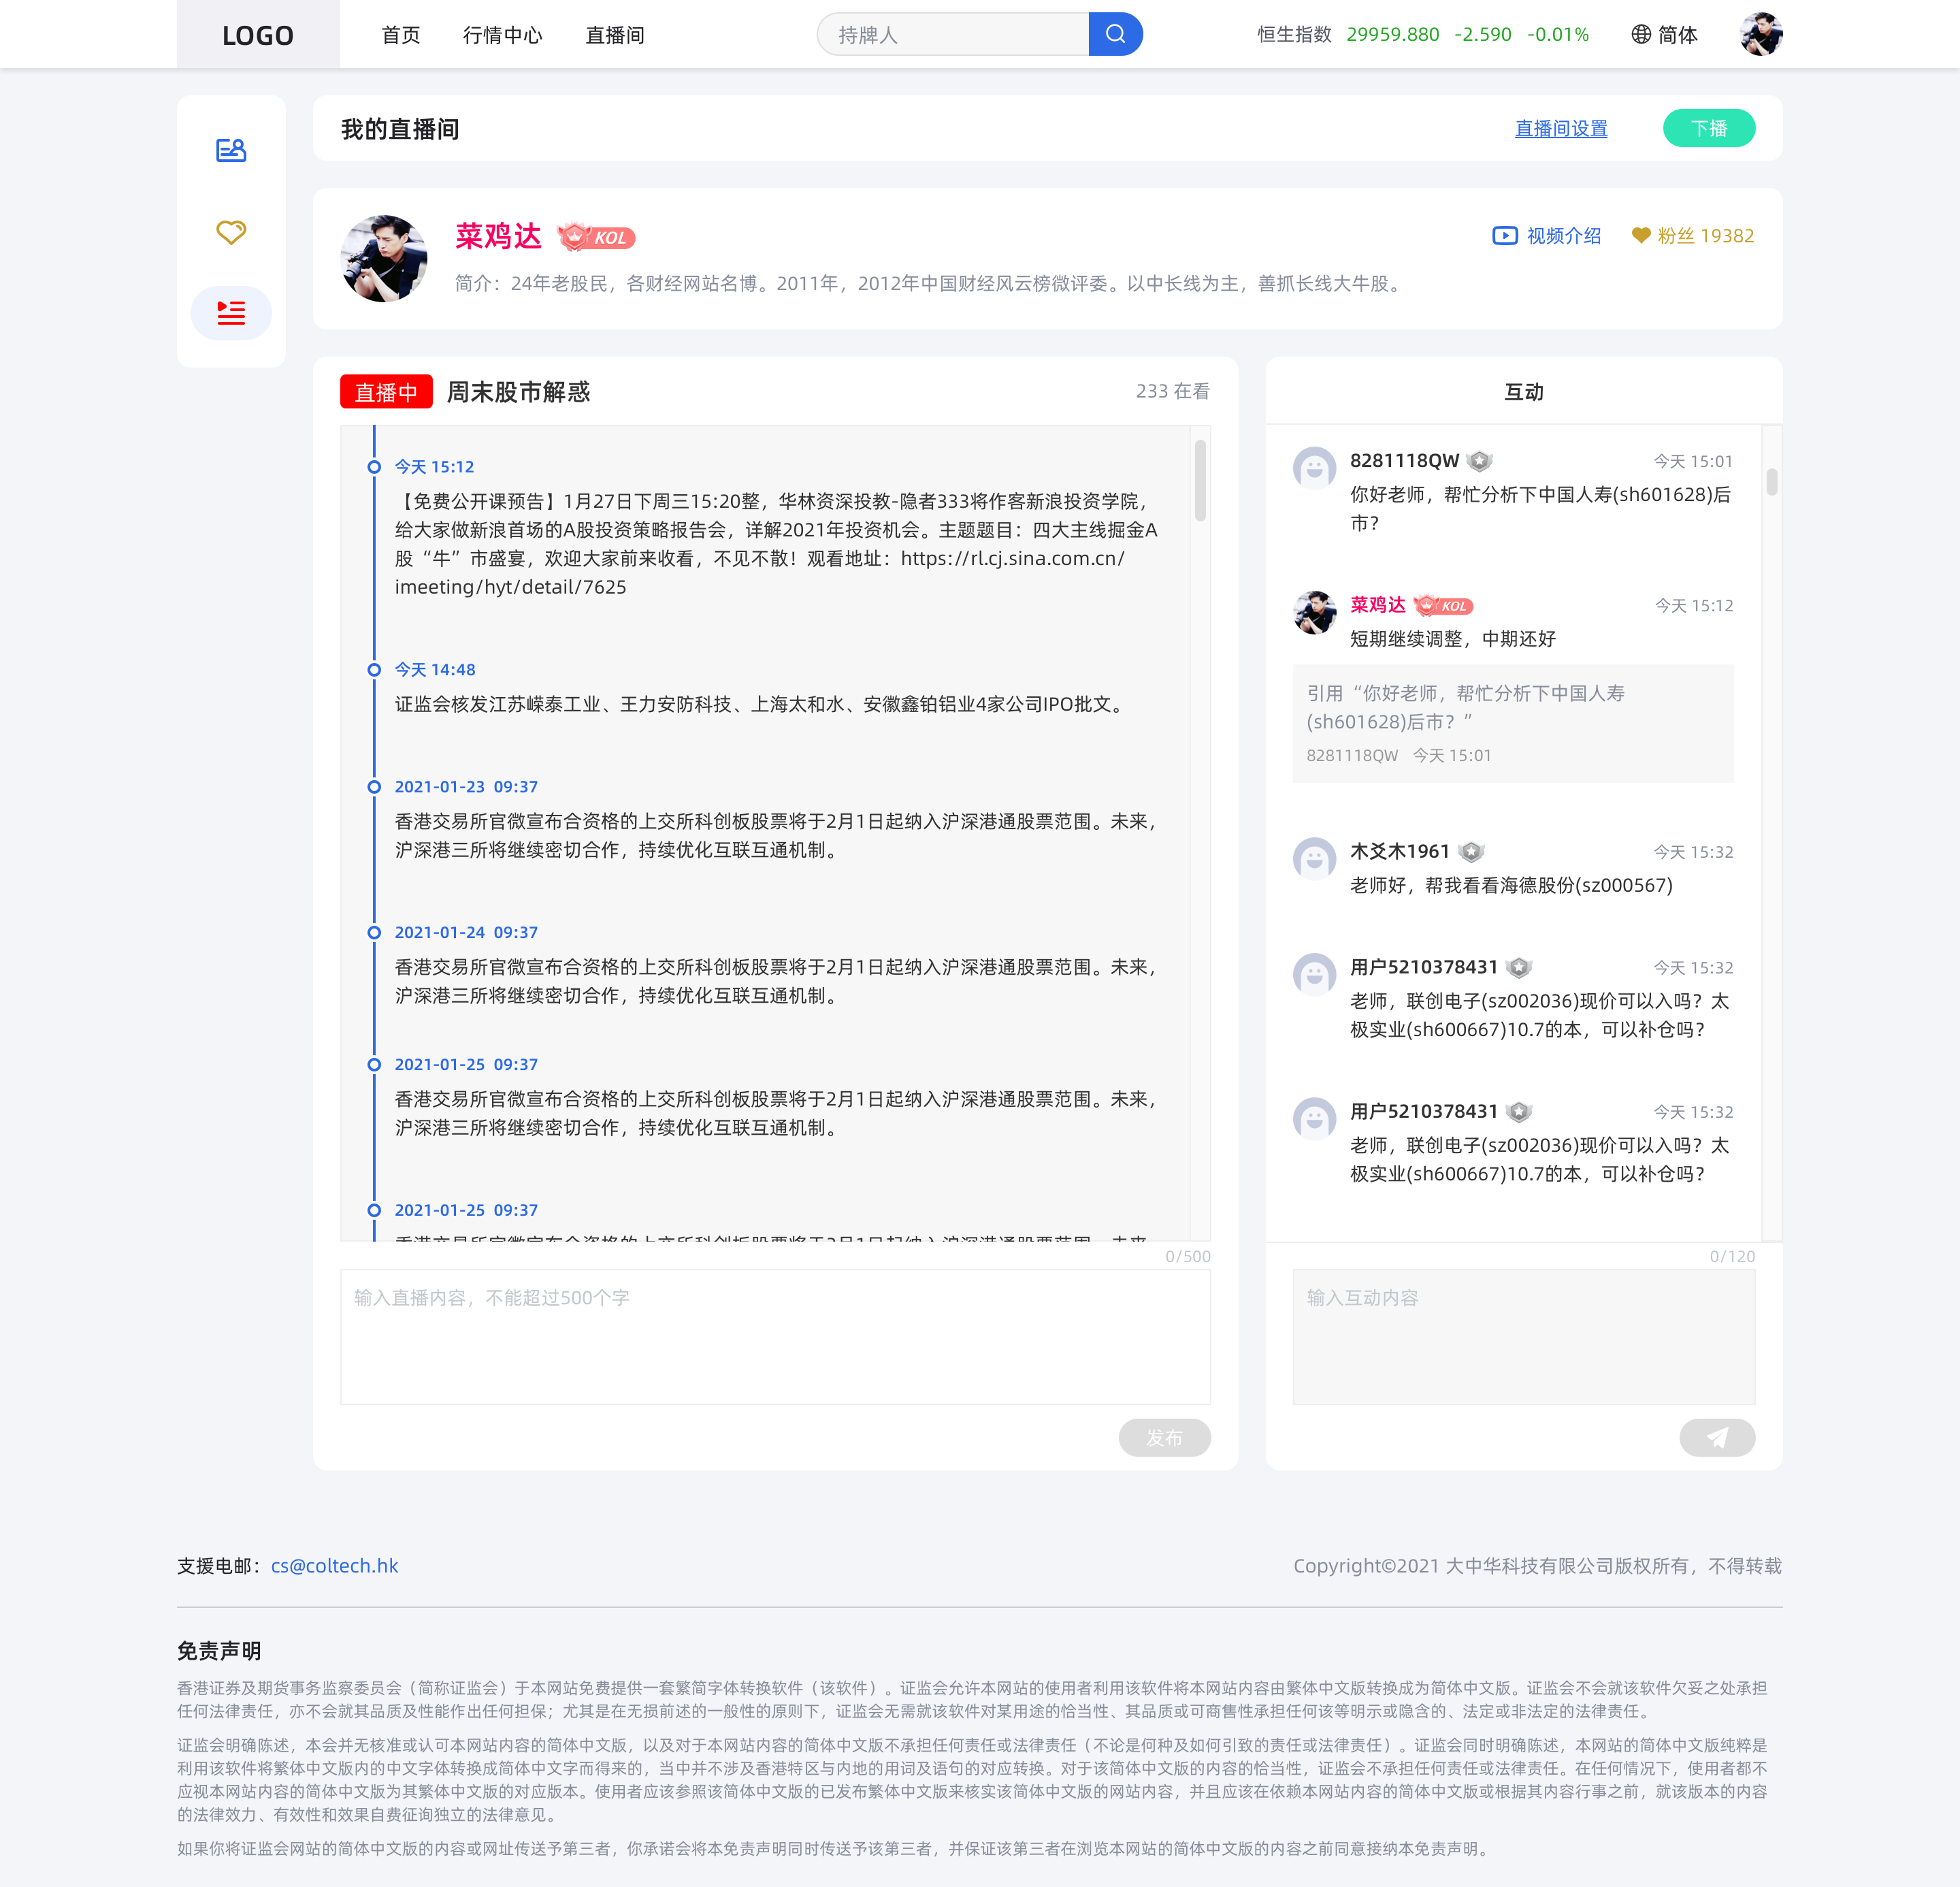 LOGO
首页 行情中心 直播间
持牌人
恒生指数 29959.880 -2.590 -0.01%
简体
我的直播间
直播间设置
下播
菜鸡达 KOL
视频介绍
粉丝 19382
简介：24年老股民，各财经网站名博。2011年，2012年中国财经风云榜微评委。以中长线为主，善抓长线大牛股。
直播中 周末股市解惑
233 在看
今天 15:12
【免费公开课预告】1月27日下周三15:20整，华林资深投教-隐者333将作客新浪投资学院，
给大家做新浪首场的A股投资策略报告会，详解2021年投资机会。主题题目：四大主线掘金A
股“牛”市盛宴，欢迎大家前来收看，不见不散！观看地址：https://rl.cj.sina.com.cn/
imeeting/hyt/detail/7625
今天 14:48
证监会核发江苏嵘泰工业、王力安防科技、上海太和水、安徽鑫铂铝业4家公司IPO批文。
2021-01-23 09:37
香港交易所官微宣布合资格的上交所科创板股票将于2月1日起纳入沪深港通股票范围。未来，
沪深港三所将继续密切合作，持续优化互联互通机制。
2021-01-24 09:37
香港交易所官微宣布合资格的上交所科创板股票将于2月1日起纳入沪深港通股票范围。未来，
沪深港三所将继续密切合作，持续优化互联互通机制。
2021-01-25 09:37
香港交易所官微宣布合资格的上交所科创板股票将于2月1日起纳入沪深港通股票范围。未来，
沪深港三所将继续密切合作，持续优化互联互通机制。
2021-01-25 09:37
香港交易所官微宣布合资格的上交所科创板股票将于2月1日起纳入沪深港通股票范围。未来，
0/500
输入直播内容，不能超过500个字
发布
互动
8281118QW 今天 15:01
你好老师，帮忙分析下中国人寿(sh601628)后
市？
菜鸡达 KOL 今天 15:12
短期继续调整，中期还好
引用“你好老师，帮忙分析下中国人寿
(sh601628)后市？”
8281118QW 今天 15:01
木爻木1961 今天 15:32
老师好，帮我看看海德股份(sz000567)
用户5210378431 今天 15:32
老师，联创电子(sz002036)现价可以入吗？太
极实业(sh600667)10.7的本，可以补仓吗？
用户5210378431 今天 15:32
老师，联创电子(sz002036)现价可以入吗？太
极实业(sh600667)10.7的本，可以补仓吗？
0/120
输入互动内容
支援电邮：cs@coltech.hk
Copyright©2021 大中华科技有限公司版权所有，不得转载
免责声明
香港证券及期货事务监察委员会（简称证监会）于本网站免费提供一套繁简字体转换软件（该软件）。证监会允许本网站的使用者利用该软件将本网站内容由繁体中文版转换成为简体中文版。证监会不会就该软件欠妥之处承担
任何法律责任，亦不会就其品质及性能作出任何担保；尤其是在无损前述的一般性的原则下，证监会无需就该软件对某用途的恰当性、其品质或可商售性承担任何该等明示或隐含的、法定或非法定的法律责任。
证监会明确陈述，本会并无核准或认可本网站内容的简体中文版，以及对于本网站内容的简体中文版不承担任何责任或法律责任（不论是何种及如何引致的责任或法律责任）。证监会同时明确陈述，本网站的简体中文版纯粹是
利用该软件将繁体中文版内的中文字体转换成简体中文字而得来的，当中并不涉及香港特区与内地的用词及语句的对应转换。对于该简体中文版的内容的恰当性，证监会不承担任何责任或法律责任。在任何情况下，使用者都不
应视本网站内容的简体中文版为其繁体中文版的对应版本。使用者应该参照该简体中文版的已发布繁体中文版来核实该简体中文版的网站内容，并且应该在依赖本网站内容的简体中文版或根据其内容行事之前，就该版本的内容
的法律效力、有效性和效果自费征询独立的法律意见。
如果你将证监会网站的简体中文版的内容或网址传送予第三者，你承诺会将本免责声明同时传送予该第三者，并保证该第三者在浏览本网站的简体中文版的内容之前同意接纳本免责声明。